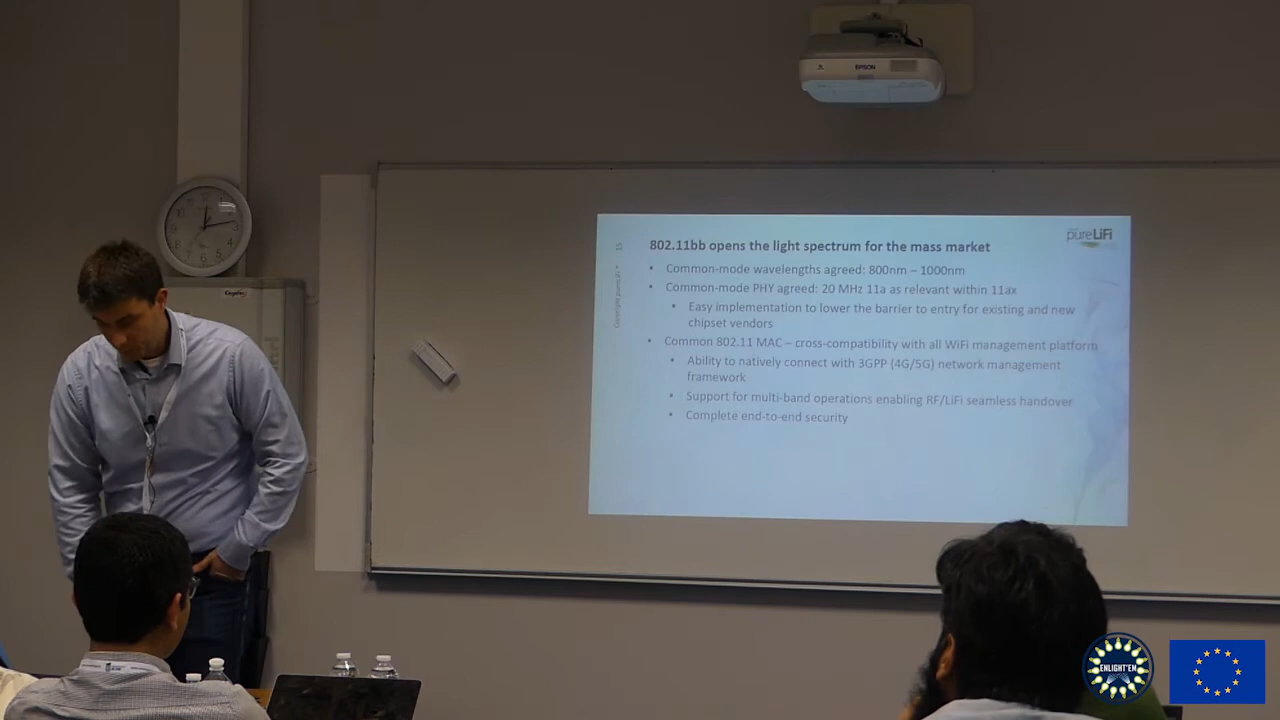 EPSON
802.11bb opens the light spectrum for the mass market
pureLiFi
• Common-mode wavelengths agreed: 800nm – 1000nm
• Common-mode PHY agreed: 20 MHz 11a as relevant within 11ax
• Easy implementation to lower the barrier to entry for existing and new
chipset vendors
• Common 802.11 MAC – cross-compatibility with all WiFi management platform
• Ability to natively connect with 3GPP (4G/5G) network management
framework
• Support for multi-band operations enabling RF/LiFi seamless handover
• Complete end-to-end security
ENLIGHT'EM